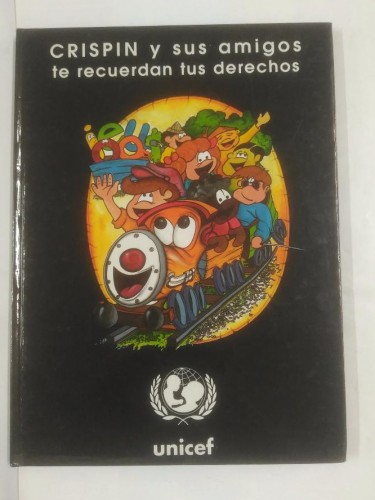 CRISPIN y sus amigos
te recuerdan tus derechos
unicef